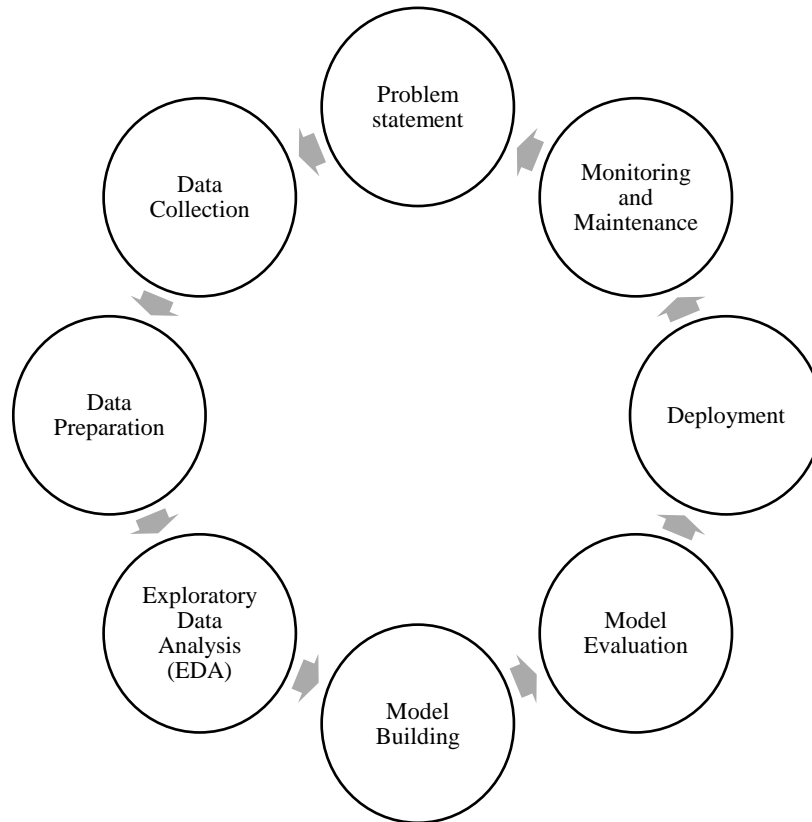 Problem
statement
Data
Collection
Data
Preparation
Exploratory
Data
Analysis
(EDA)
Model
Building
Model
Evaluation
Deployment
Monitoring
and
Maintenance